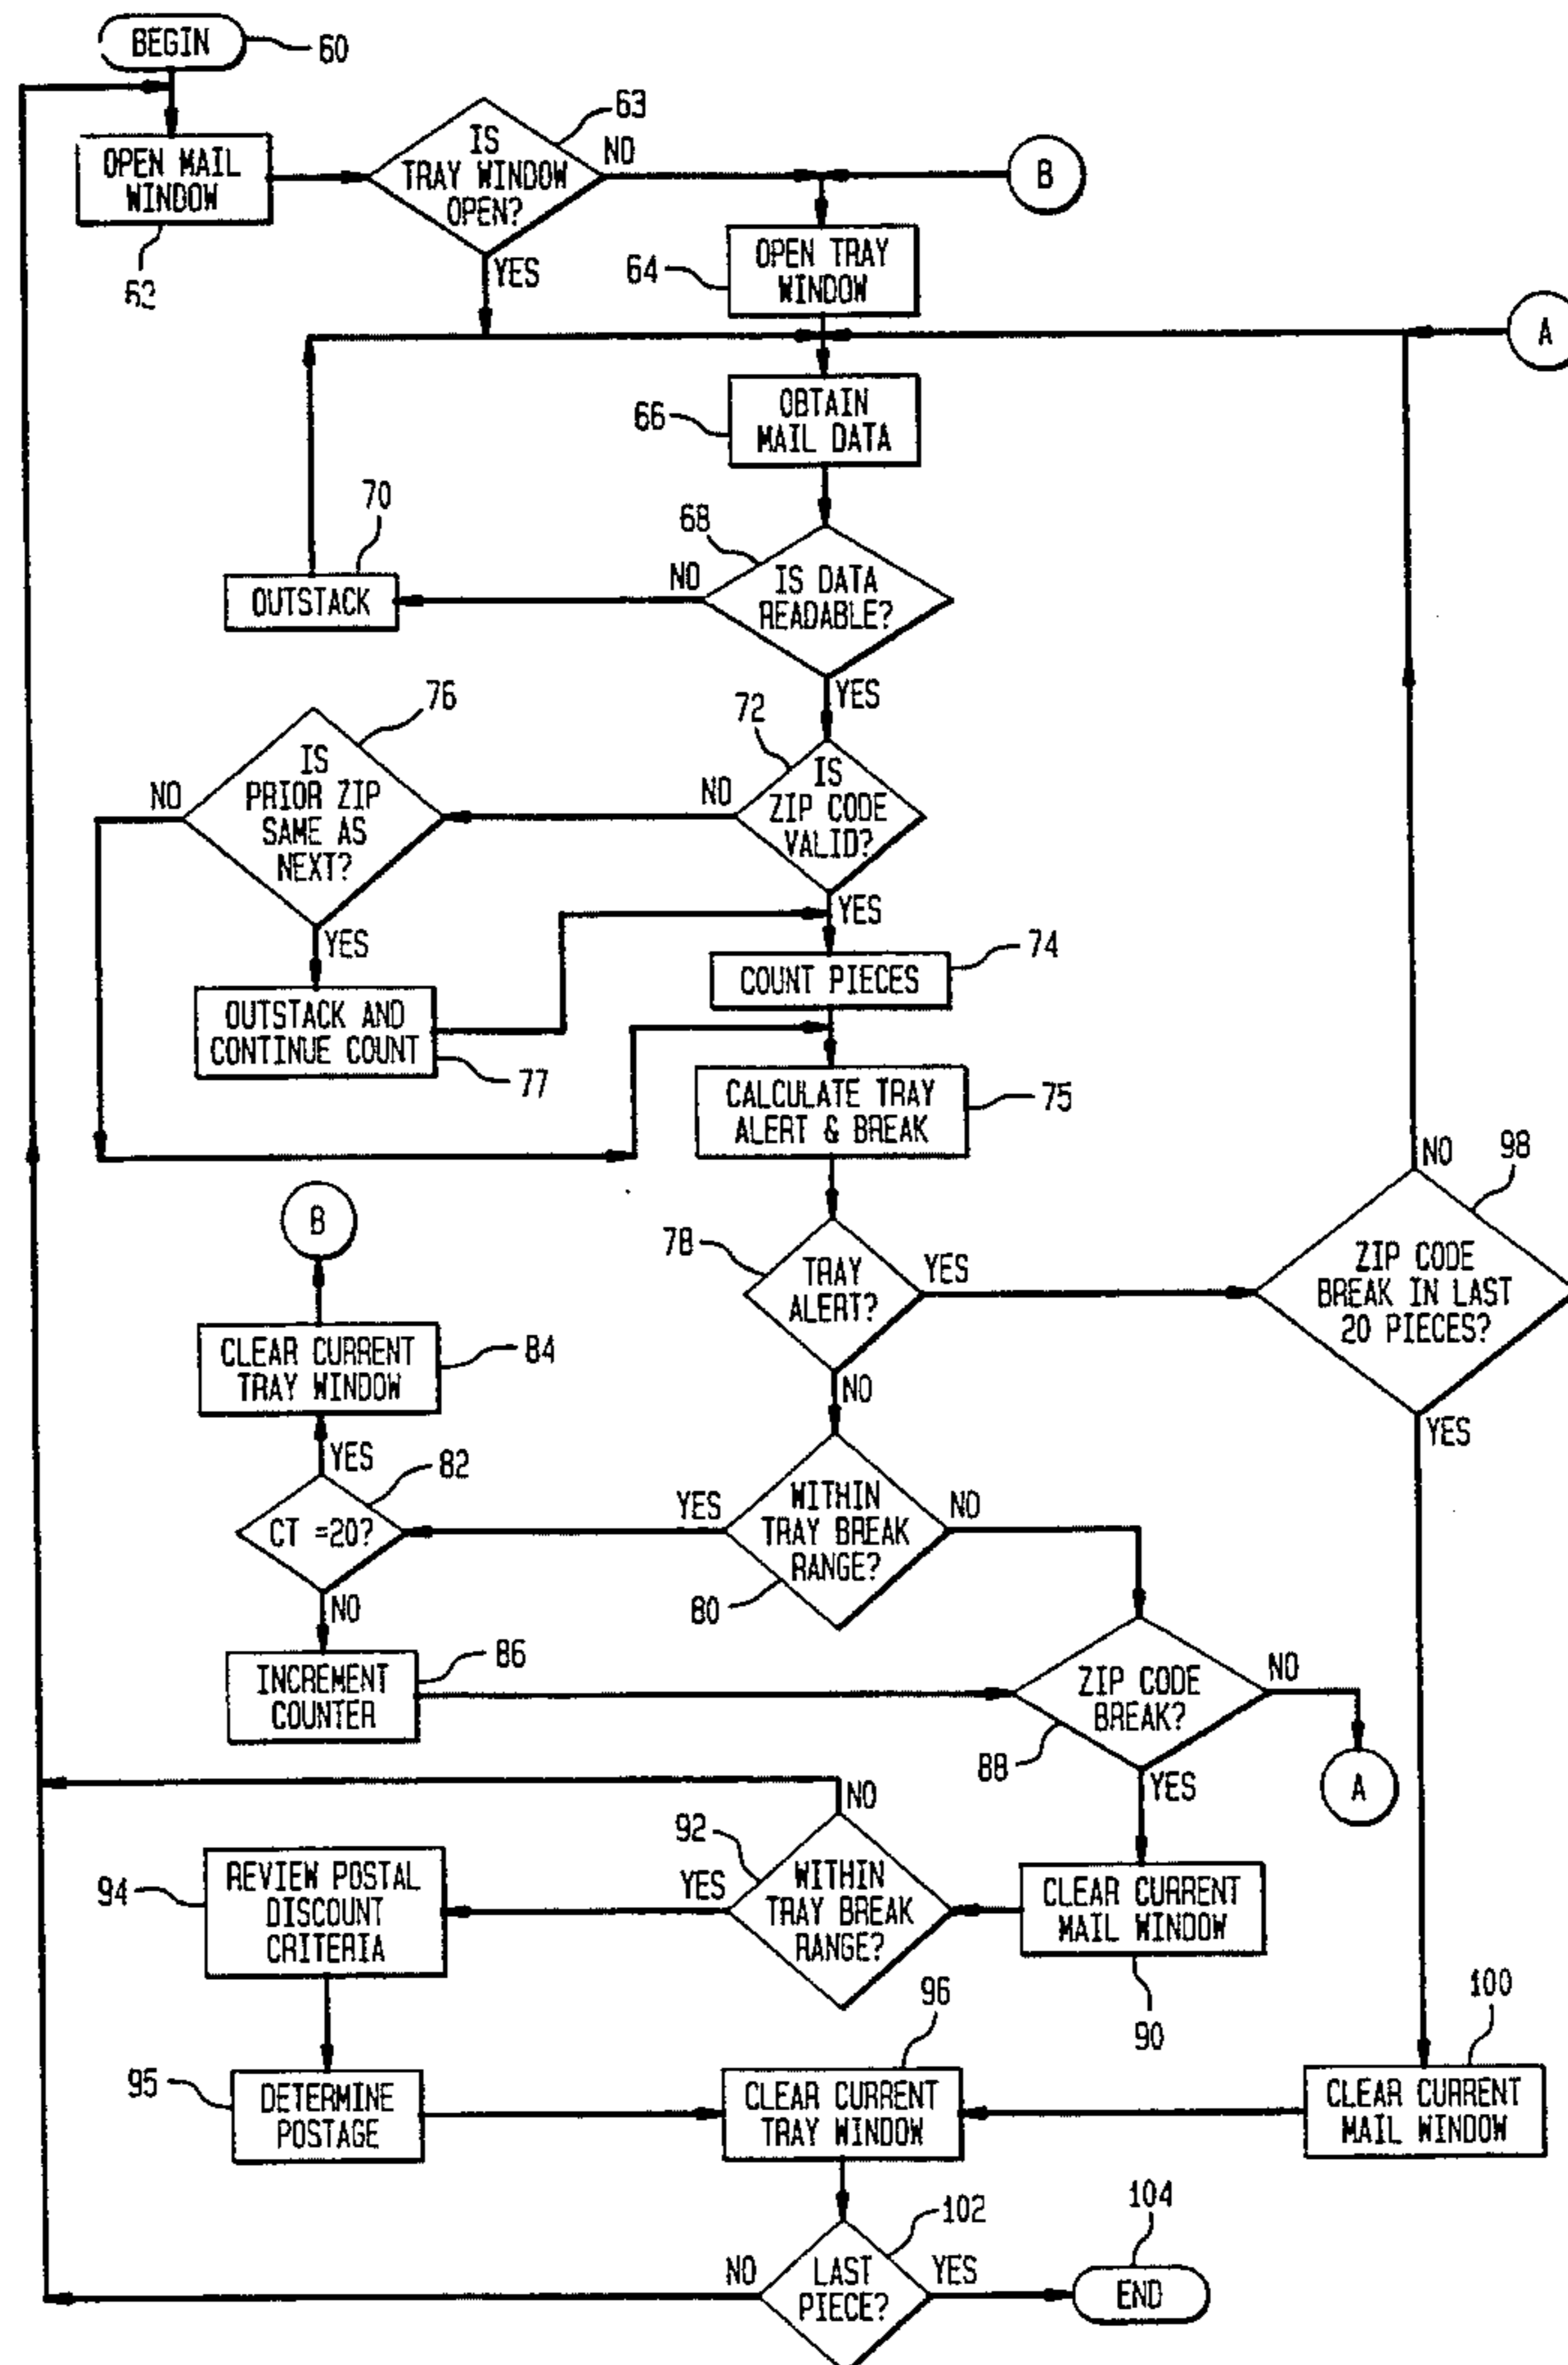 BEGIN
60
OPEN MAIL
WINDOW
62
IS
TRAY WINDOW
OPEN?
63
NO
YES
B
OPEN TRAY
WINDOW
64
A
OBTAIN
MAIL DATA
66
IS DATA
READABLE?
68
NO
YES
OUTSTACK
70
IS
ZIP CODE
VALID?
72
NO
YES
IS
PRIOR ZIP
SAME AS
NEXT?
76
NO
YES
COUNT PIECES
74
OUTSTACK AND
CONTINUE COUNT
77
CALCULATE TRAY
ALERT & BREAK
75
TRAY
ALERT?
78
YES
NO
ZIP CODE
BREAK IN LAST
20 PIECES?
98
NO
YES
B
CLEAR CURRENT
TRAY WINDOW
84
YES
CT =20?
82
NO
WITHIN
TRAY BREAK
RANGE?
80
YES
NO
INCREMENT
COUNTER
86
ZIP CODE
BREAK?
88
NO
YES
A
CLEAR CURRENT
MAIL WINDOW
90
WITHIN
TRAY BREAK
RANGE?
92
NO
YES
REVIEW POSTAL
DISCOUNT
CRITERIA
94
DETERMINE
POSTAGE
95
CLEAR CURRENT
TRAY WINDOW
96
CLEAR CURRENT
MAIL WINDOW
100
LAST
PIECE?
102
NO
YES
END
104